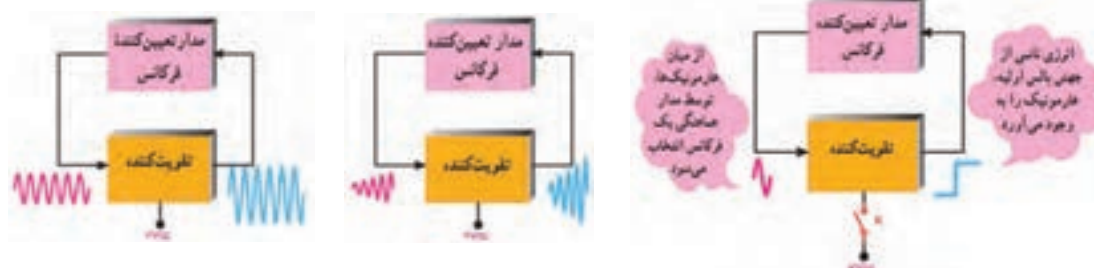 مدار تعیین‌کننده
فرکانس
انرژی ناشی از
جهش پالس اولیه،
هارمونیک را به
وجود می‌آورد
از میان
هارمونیک‌ها،
توسط مدار
هماهنگی یک
فرکانس انتخاب
می‌شود
تقویت‌کننده
K
مدار تعیین‌کننده
فرکانس
تقویت‌کننده
مدار تعیین‌کنندهٔ
فرکانس
تقویت‌کننده